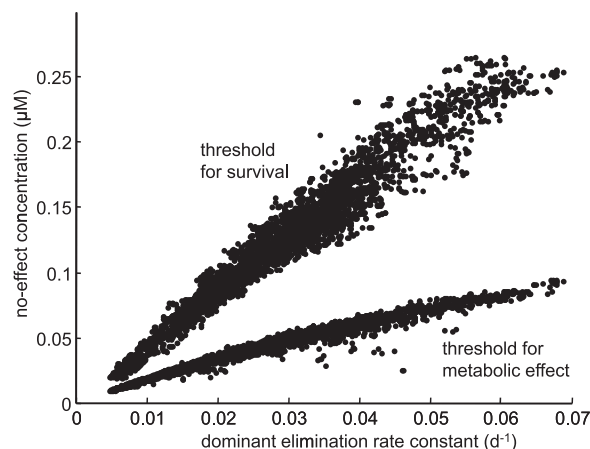 no-effect concentration (μM)
0.25
0.2
0.15
0.1
0.05
0
threshold
for survival
threshold for
metabolic effect
0 0.01 0.02 0.03 0.04 0.05 0.06 0.07
dominant elimination rate constant (d⁻¹)